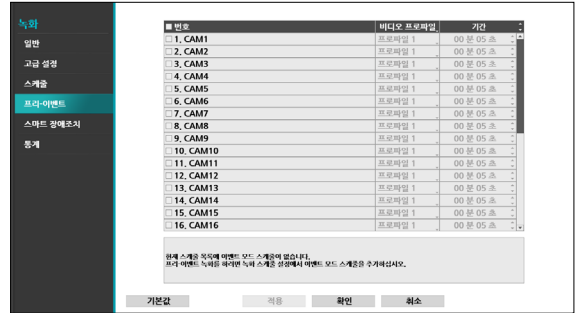 녹화
일반
고급 설정
스케줄
프리-이벤트
스마트 장애조치
통계
번호 비디오 프로파일 기간
1, CAM1 프로파일 1 00 분 05 초
2, CAM2 프로파일 1 00 분 05 초
3, CAM3 프로파일 1 00 분 05 초
4, CAM4 프로파일 1 00 분 05 초
5, CAM5 프로파일 1 00 분 05 초
6, CAM6 프로파일 1 00 분 05 초
7, CAM7 프로파일 1 00 분 05 초
8, CAM8 프로파일 1 00 분 05 초
9, CAM9 프로파일 1 00 분 05 초
10, CAM10 프로파일 1 00 분 05 초
11, CAM11 프로파일 1 00 분 05 초
12, CAM12 프로파일 1 00 분 05 초
13, CAM13 프로파일 1 00 분 05 초
14, CAM14 프로파일 1 00 분 05 초
15, CAM15 프로파일 1 00 분 05 초
16, CAM16 프로파일 1 00 분 05 초
현재 스케줄 목록에 이벤트 모드 스케줄이 없습니다.
프리-이벤트 녹화를 하려면 녹화 스케줄 설정에서 이벤트 모드 스케줄을 추가하십시오.
기본값 적용 확인 취소